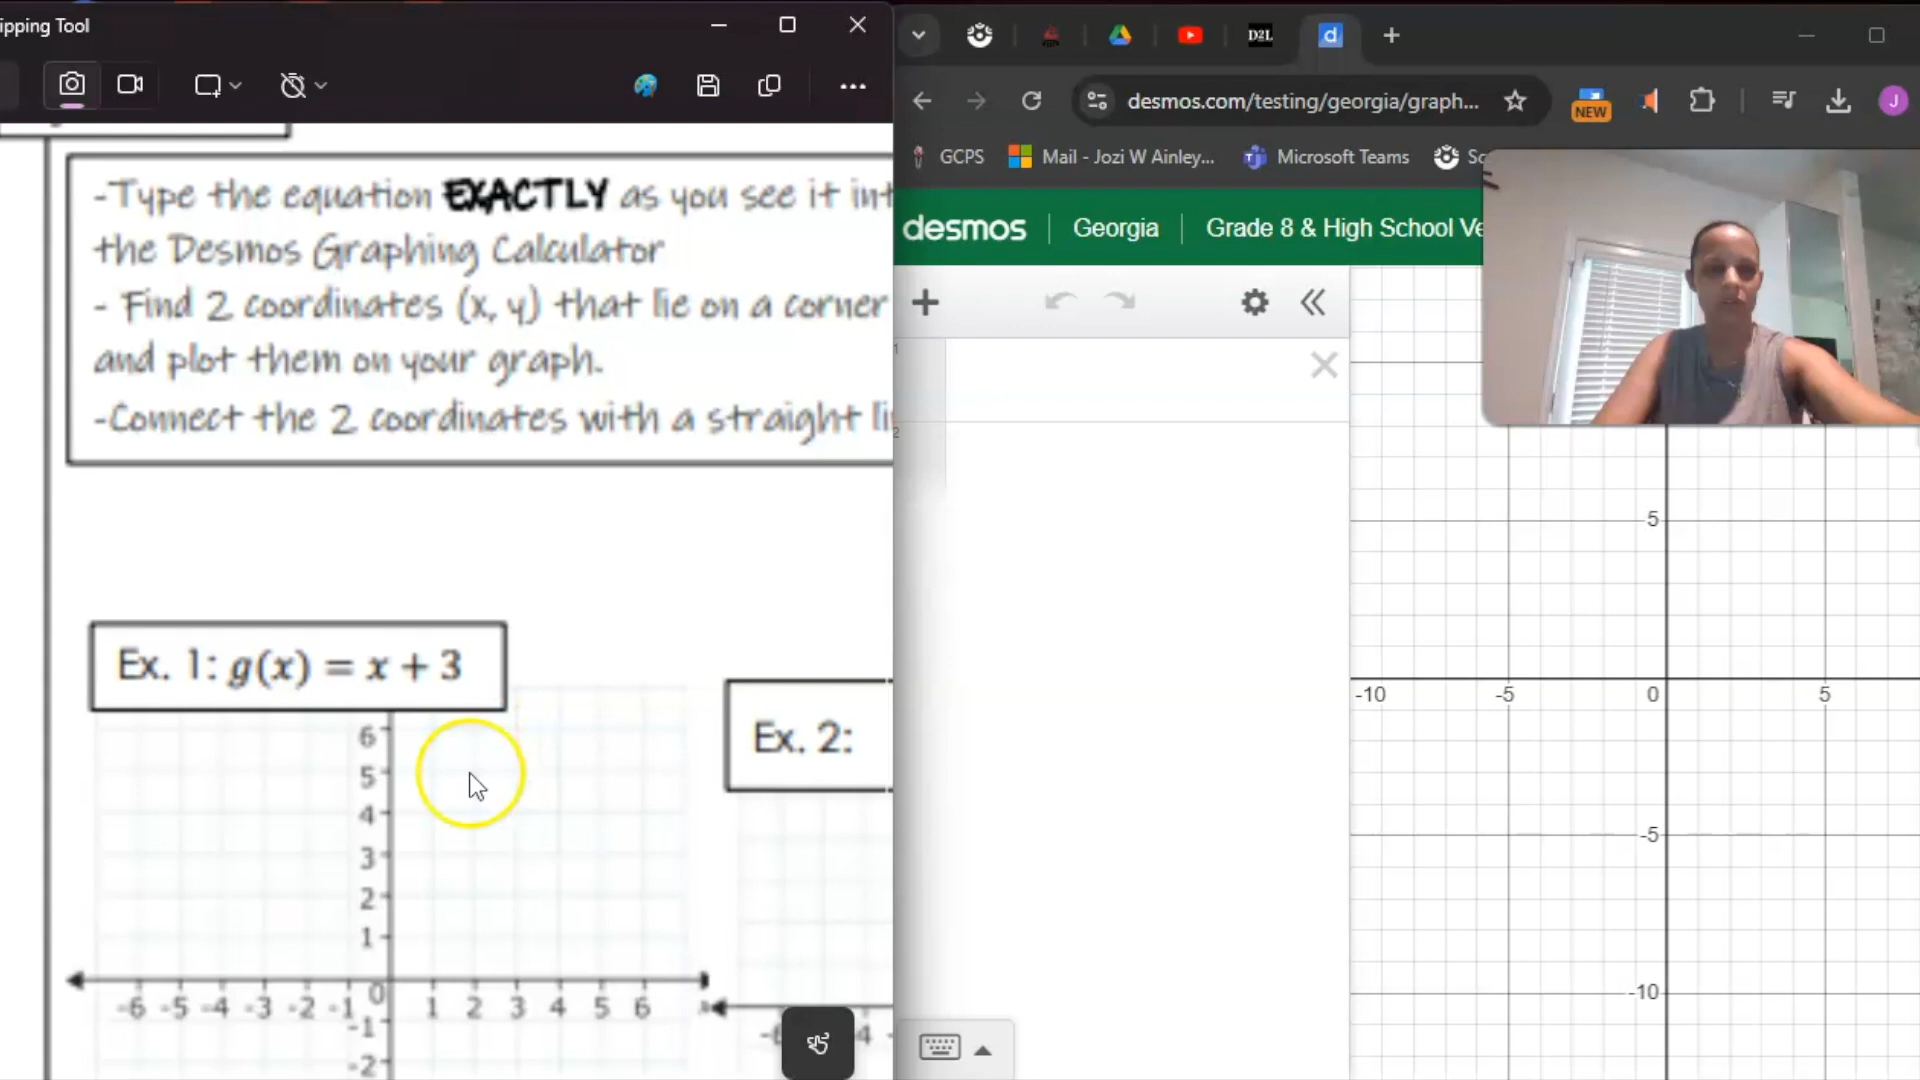 ipping Tool
-Type the equation EXACTLY as you see it int
the Desmos Graphing Calculator
- Find 2 coordinates (x, y) that lie on a corner
and plot them on your graph.
-Connect the 2 coordinates with a straight li
Ex. 1: g(x) = x + 3
6
5
4
3
2
1
-6 -5 -4 -3 -2 -1 0 1 2 3 4 5 6
-1
-2
Ex. 2:
D2L
d
desmos.com/testing/georgia/graph...
NEW
J
GCPS
Mail - Jozi W Ainley...
Microsoft Teams
Sc
desmos
Georgia
Grade 8 & High School Ve
1
2
5
-10 -5 0 5
-5
-10